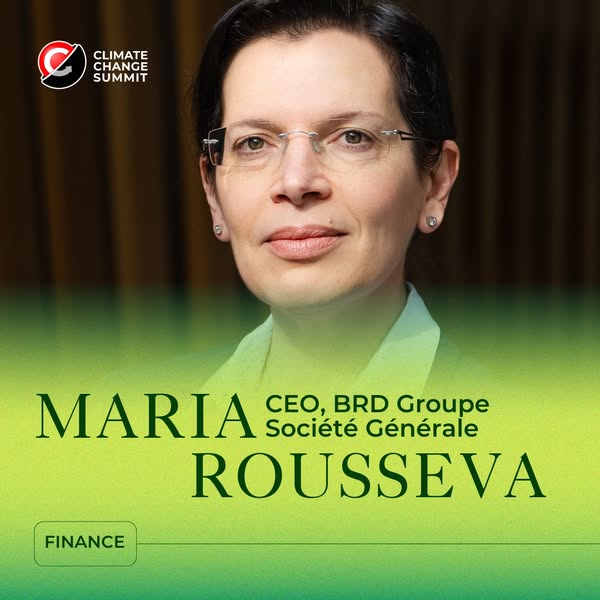 CLIMATE
CHANGE
SUMMIT
MARIA
CEO, BRD Groupe
Société Générale
ROUSSEVA
FINANCE